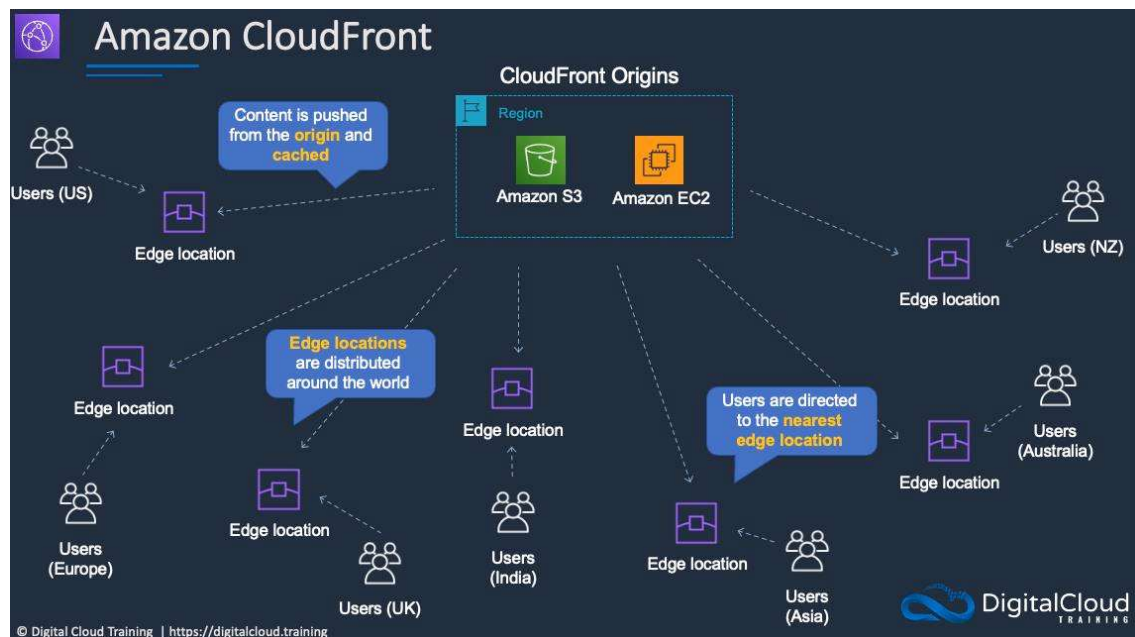 Amazon CloudFront
CloudFront Origins
Content is pushed
from the origin and
cached
Region
Amazon S3
Amazon EC2
Users (US)
Edge location
Users (NZ)
Edge location
Edge locations
are distributed
around the world
Edge location
Edge location
Users are directed
to the nearest
edge location
Users
(Australia)
Edge location
Edge location
Users
(Europe)
Users (UK)
Users
(India)
Edge location
Users
(Asia)
DigitalCloud
TRAINING
© Digital Cloud Training | https://digitalcloud.training